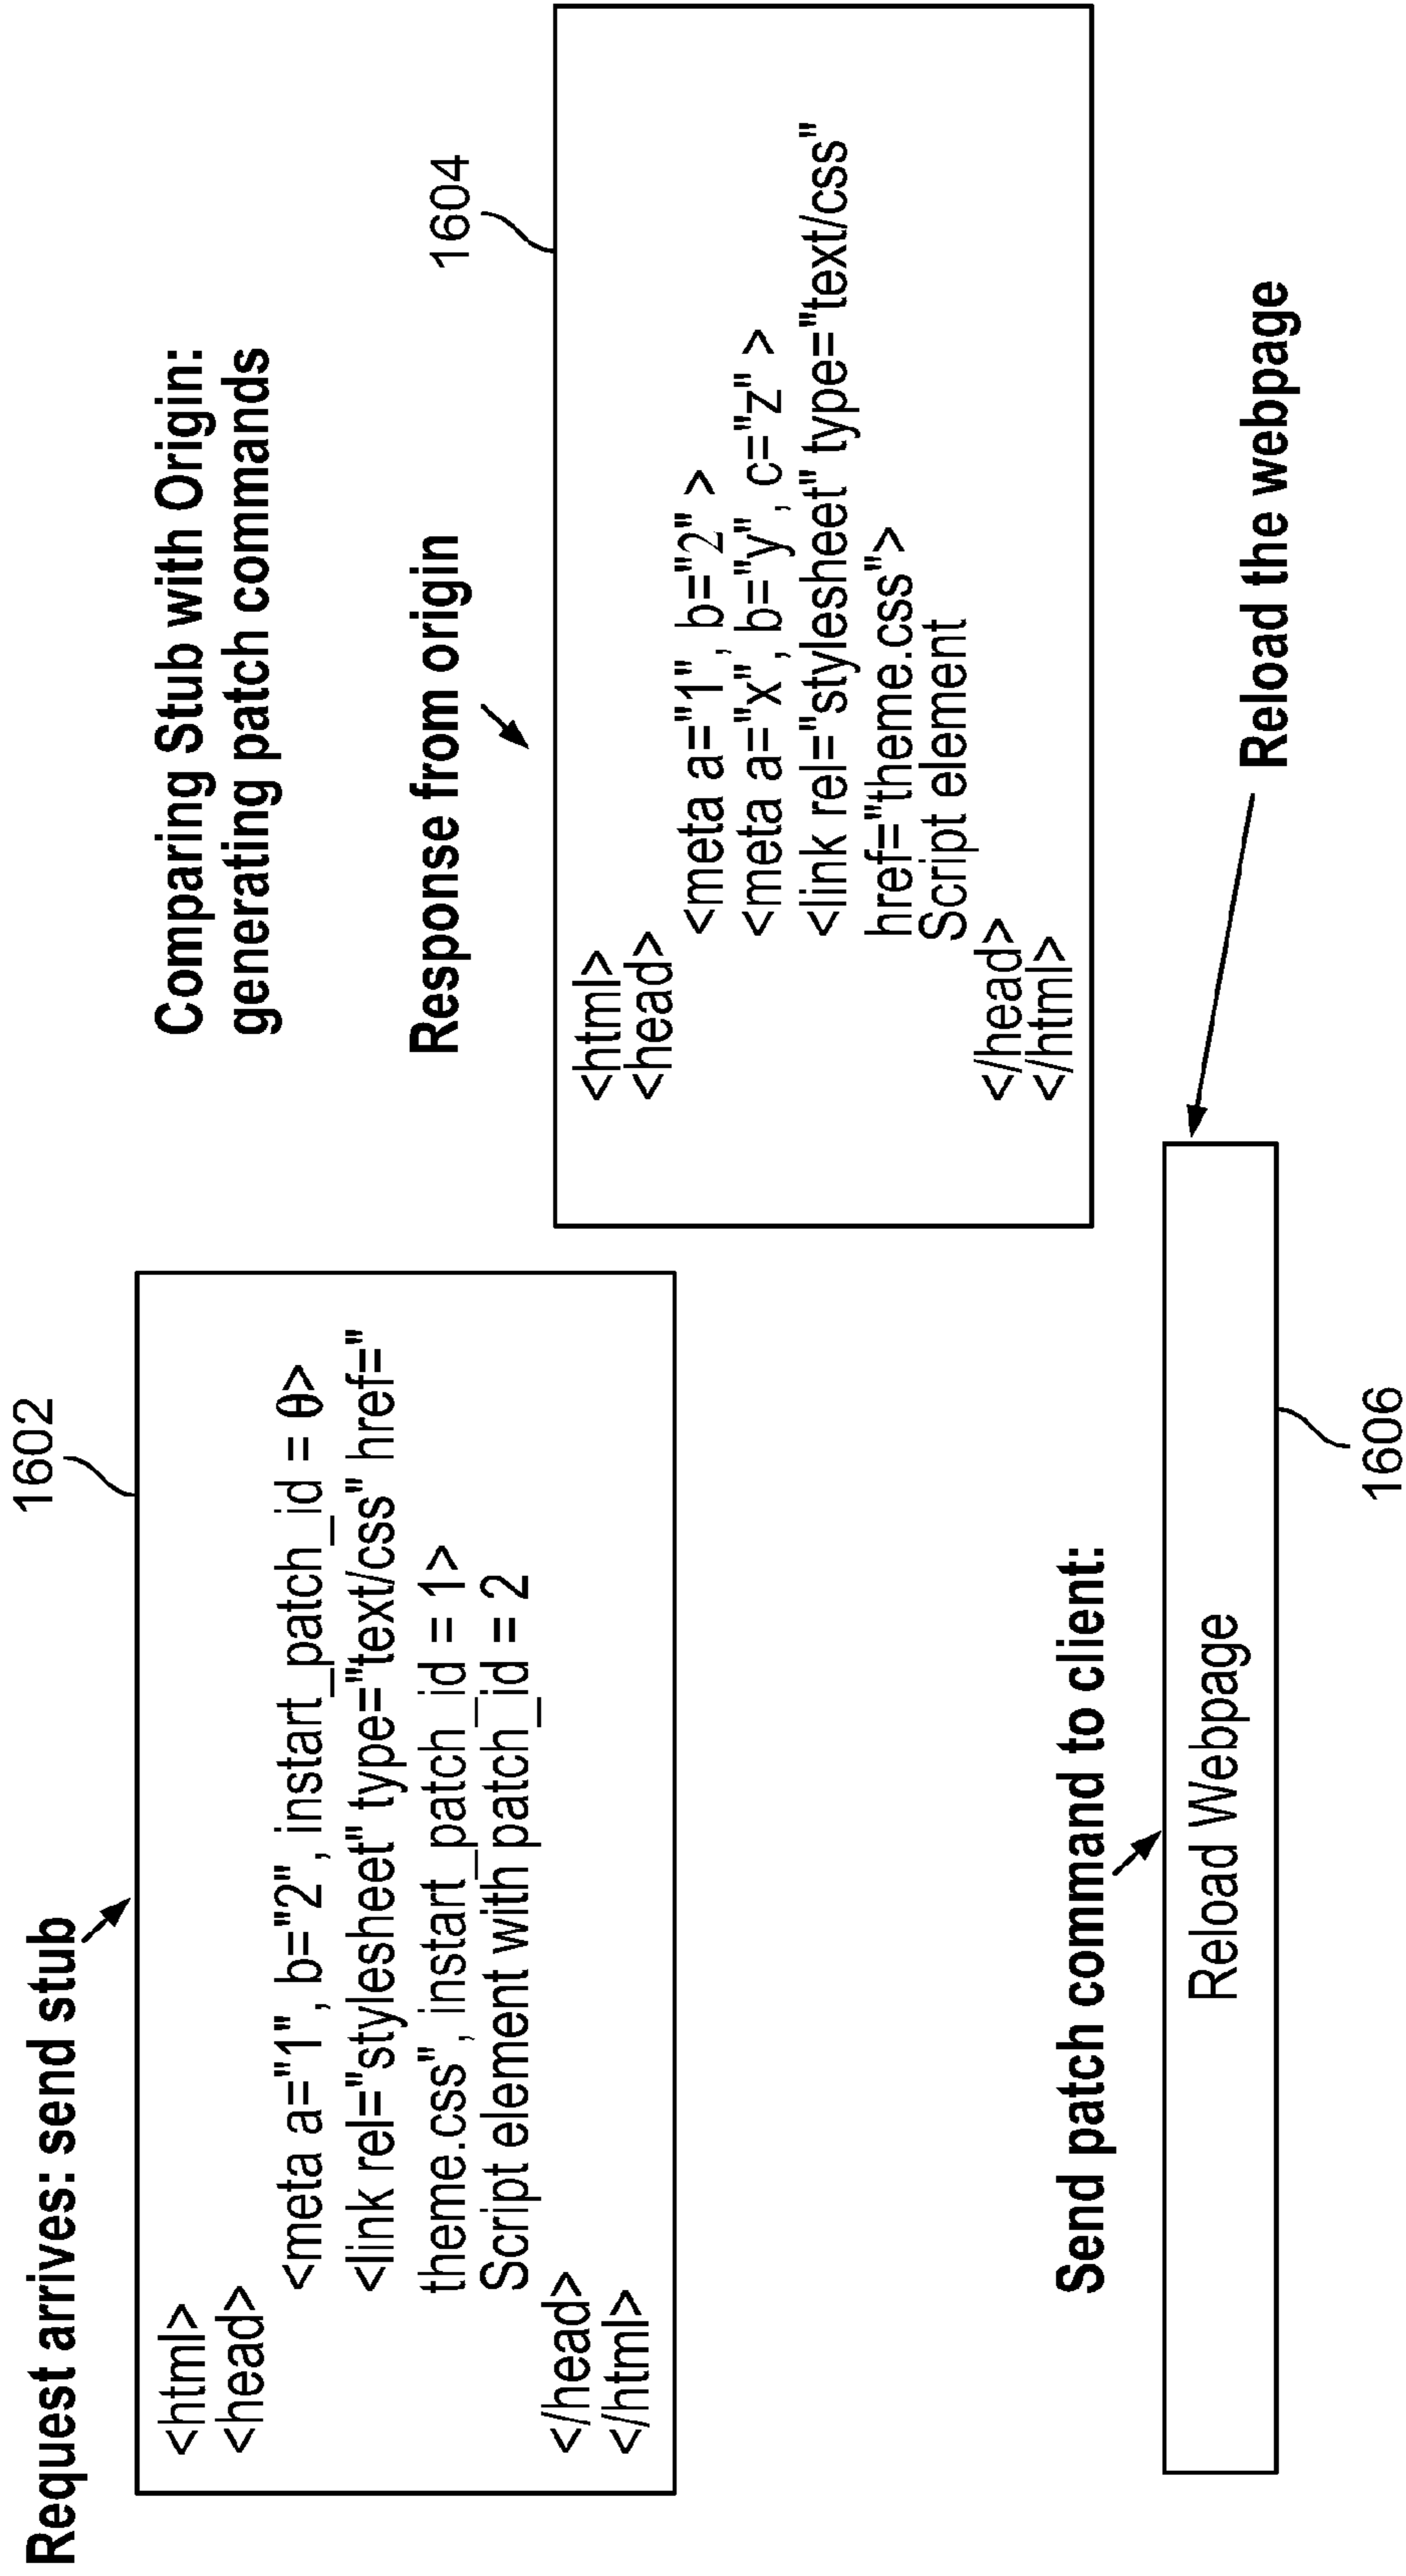 Request arrives: send stub
1602
<html>
<head>
<meta a="1", b="2", instart_patch_id = 0>
<link rel="stylesheet" type="text/css" href="
theme.css", instart_patch_id = 1>
Script element with patch_id = 2
</head>
</html>
Comparing Stub with Origin:
generating patch commands
Response from origin
1604
<html>
<head>
<meta a="1", b="2" >
<meta a="x", b="y", c="z" >
<link rel="stylesheet" type="text/css"
href="theme.css">
Script element
</head>
</html>
Send patch command to client:
Reload Webpage
1606
Reload the webpage